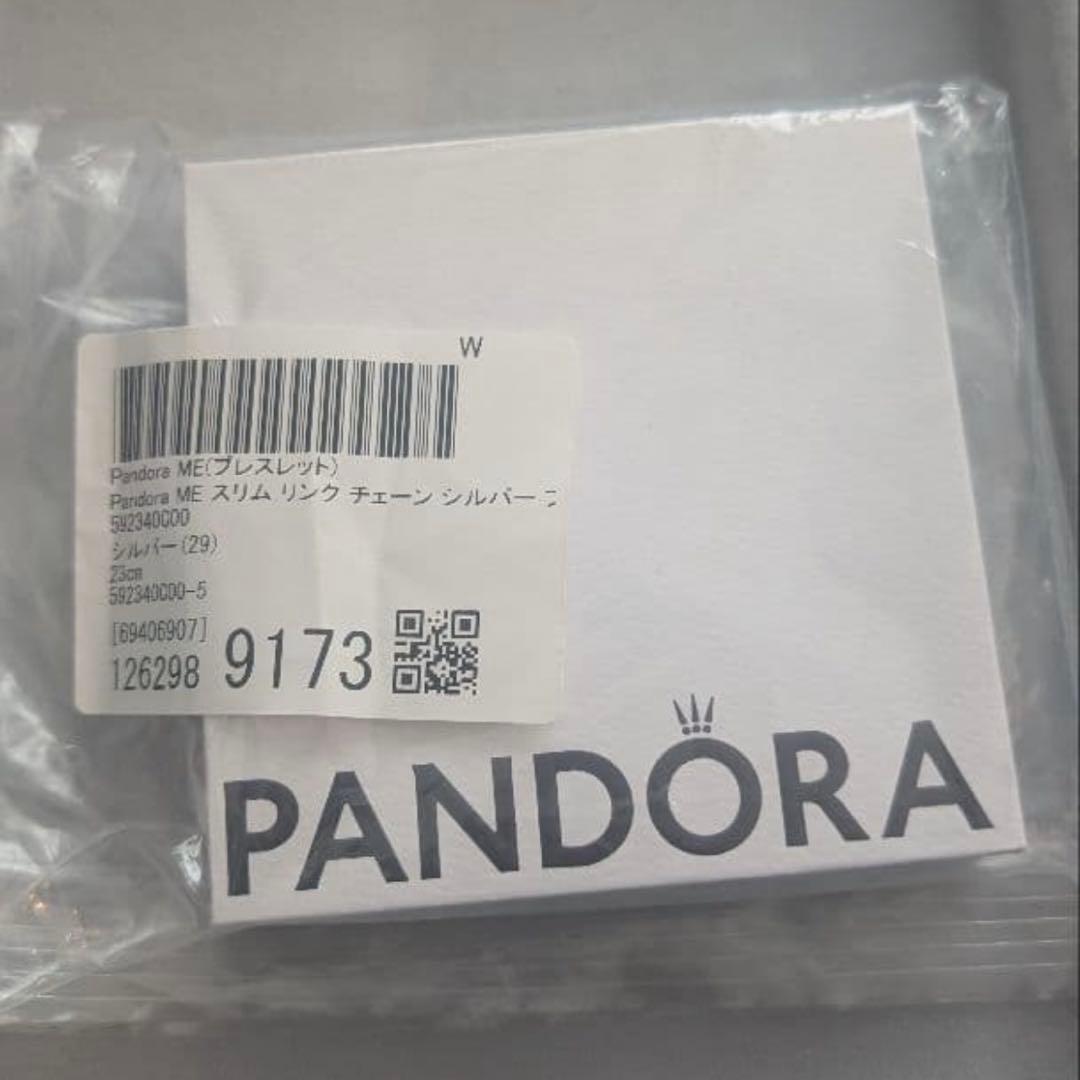 W
Pandora ME(ブレスレット)
Pandora ME スリム リンク チェーン シルバー ブ
592340C00
シルバー(29)
23cm
592340C00-5
[69406907]
126298 9173
PANDORA